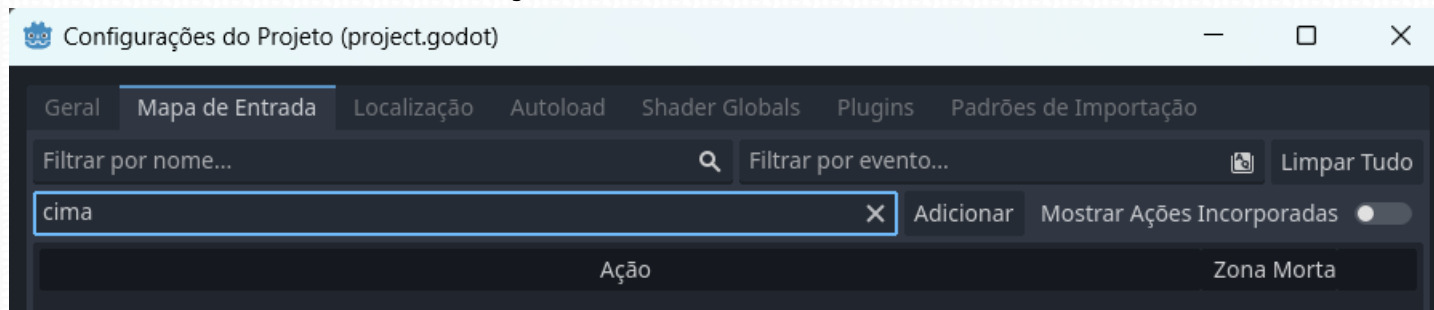 Configurações do Projeto (project.godot)
Geral Mapa de Entrada Localização Autoload Shader Globals Plugins Padrões de Importação
Filtrar por nome... Filtrar por evento... Limpar Tudo
cima Adicionar Mostrar Ações Incorporadas
Ação Zona Morta